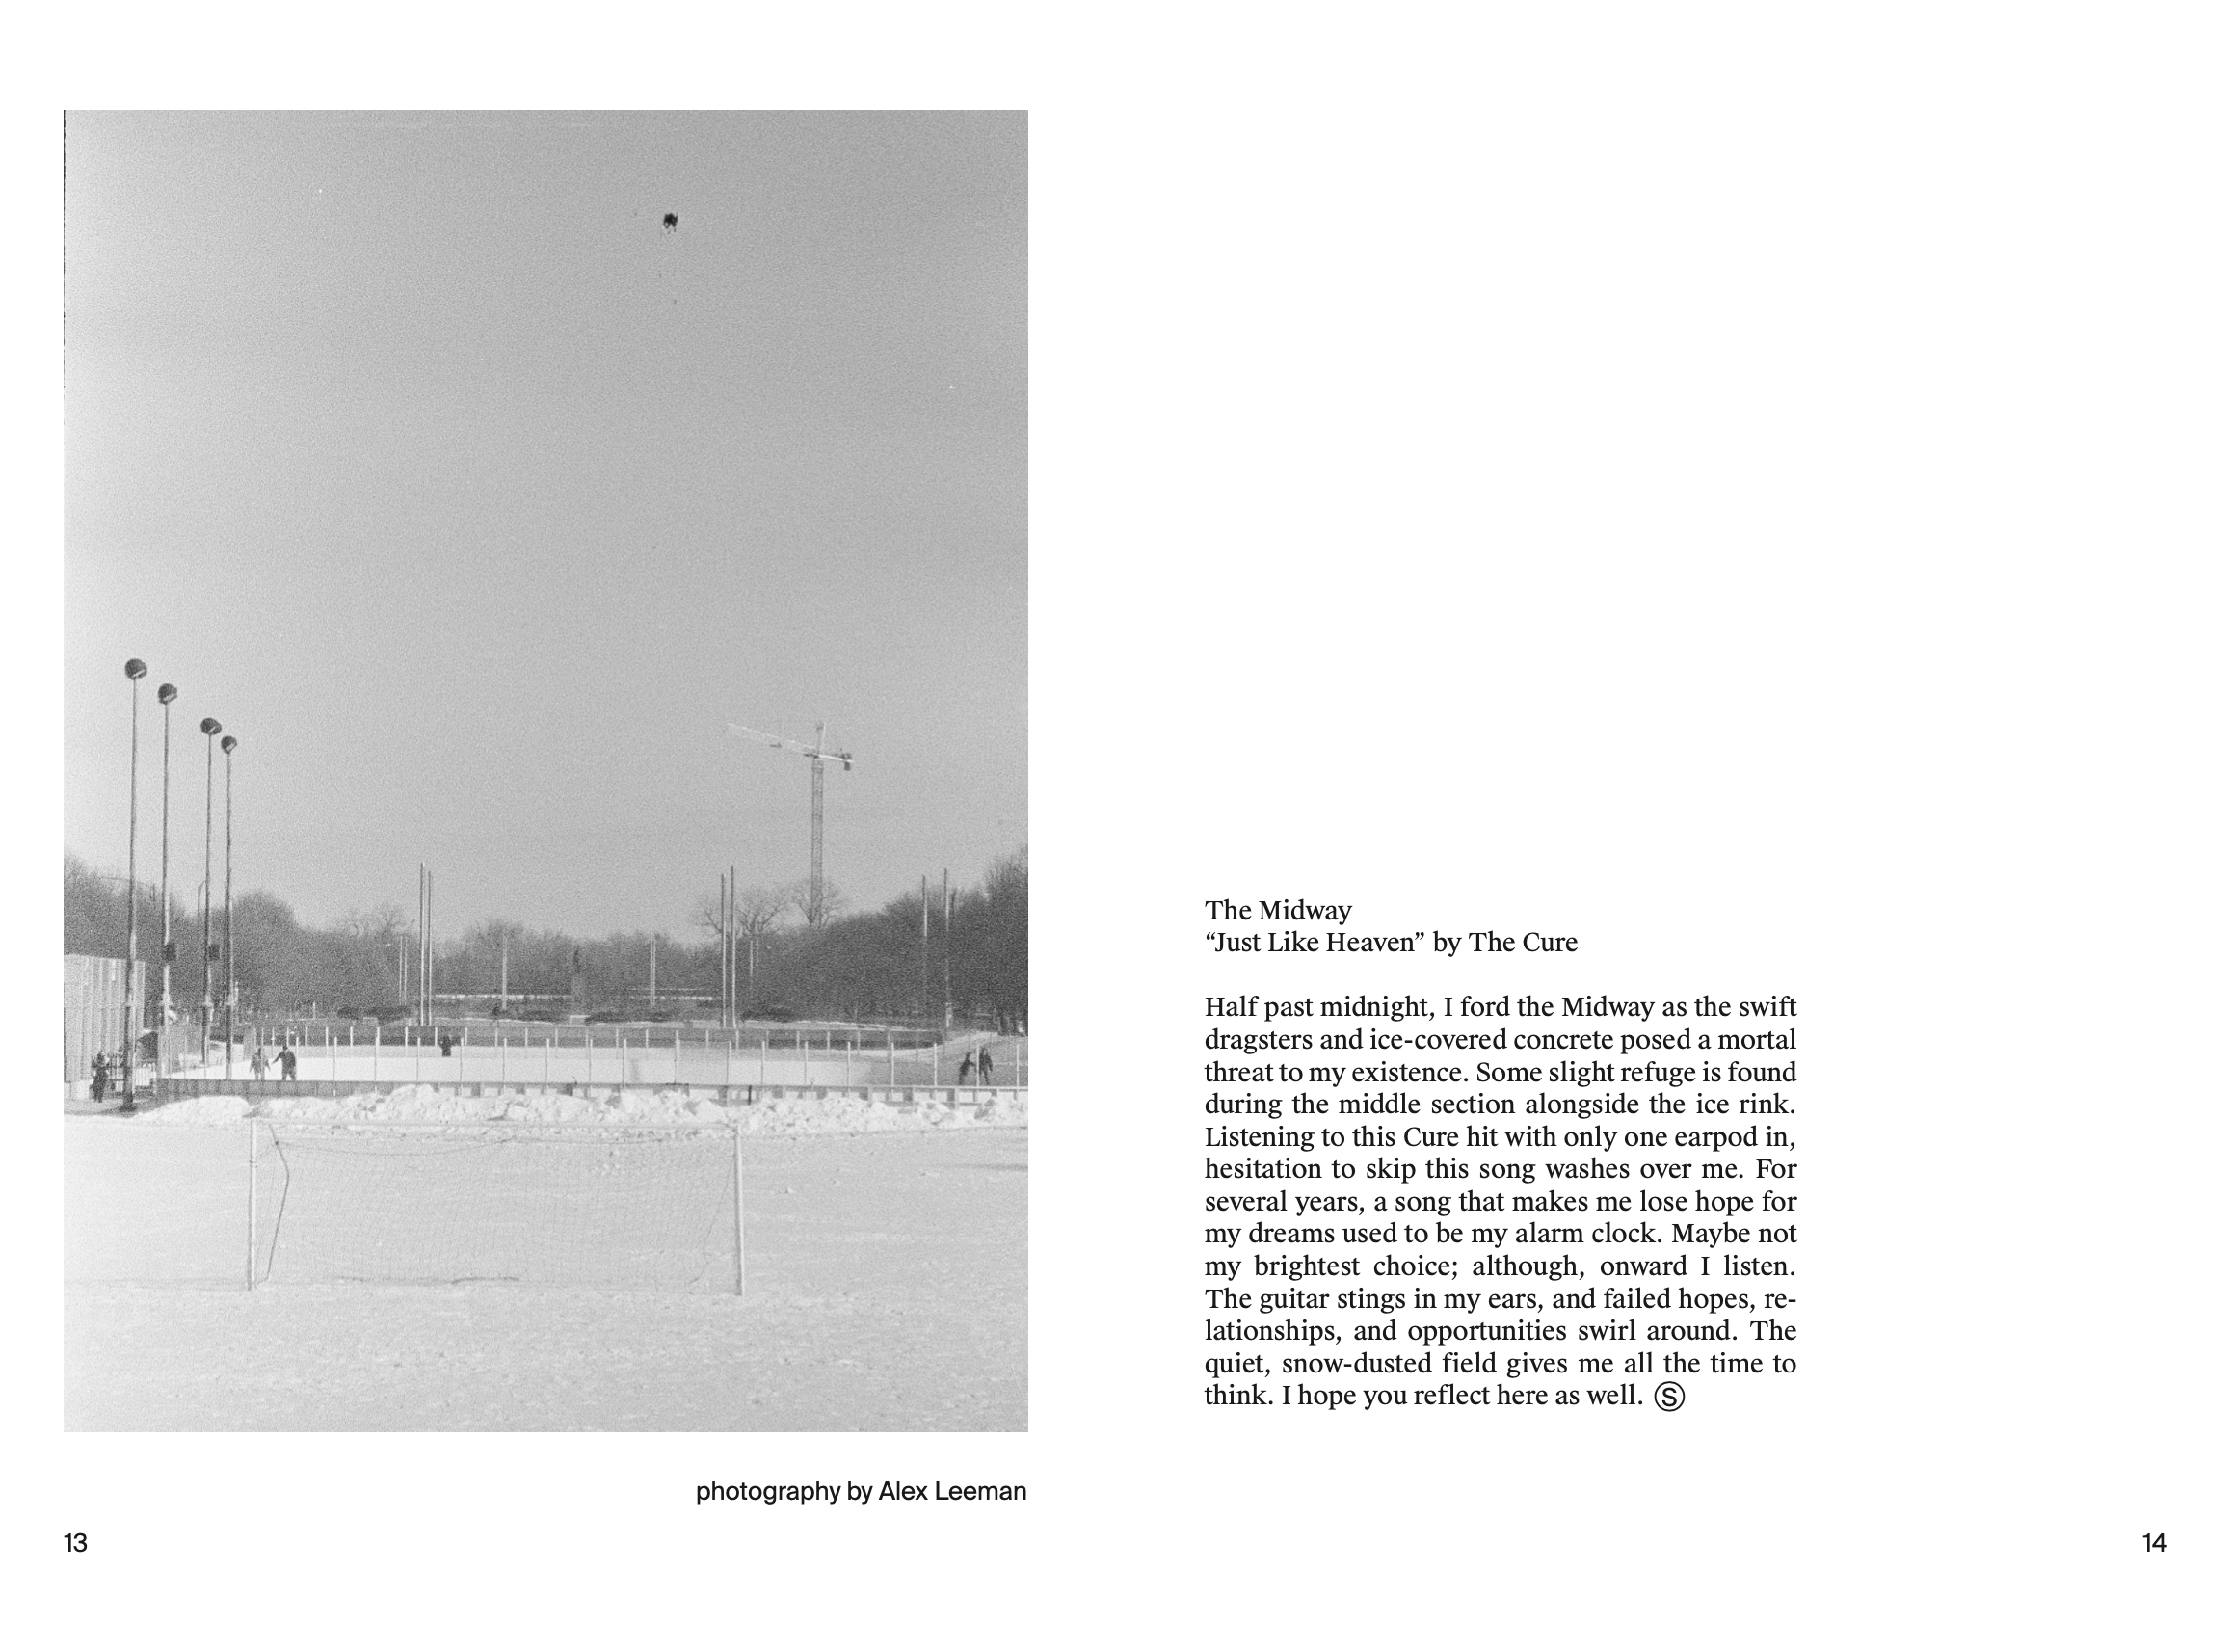 The Midway
“Just Like Heaven” by The Cure
Half past midnight, I ford the Midway as the swift
dragsters and ice-covered concrete posed a mortal
threat to my existence. Some slight refuge is found
during the middle section alongside the ice rink.
Listening to this Cure hit with only one earpod in,
hesitation to skip this song washes over me. For
several years, a song that makes me lose hope for
my dreams used to be my alarm clock. Maybe not
my brightest choice; although, onward I listen.
The guitar stings in my ears, and failed hopes, re-
lationships, and opportunities swirl around. The
quiet, snow-dusted field gives me all the time to
think. I hope you reflect here as well. Ⓢ
photography by Alex Leeman
13
14